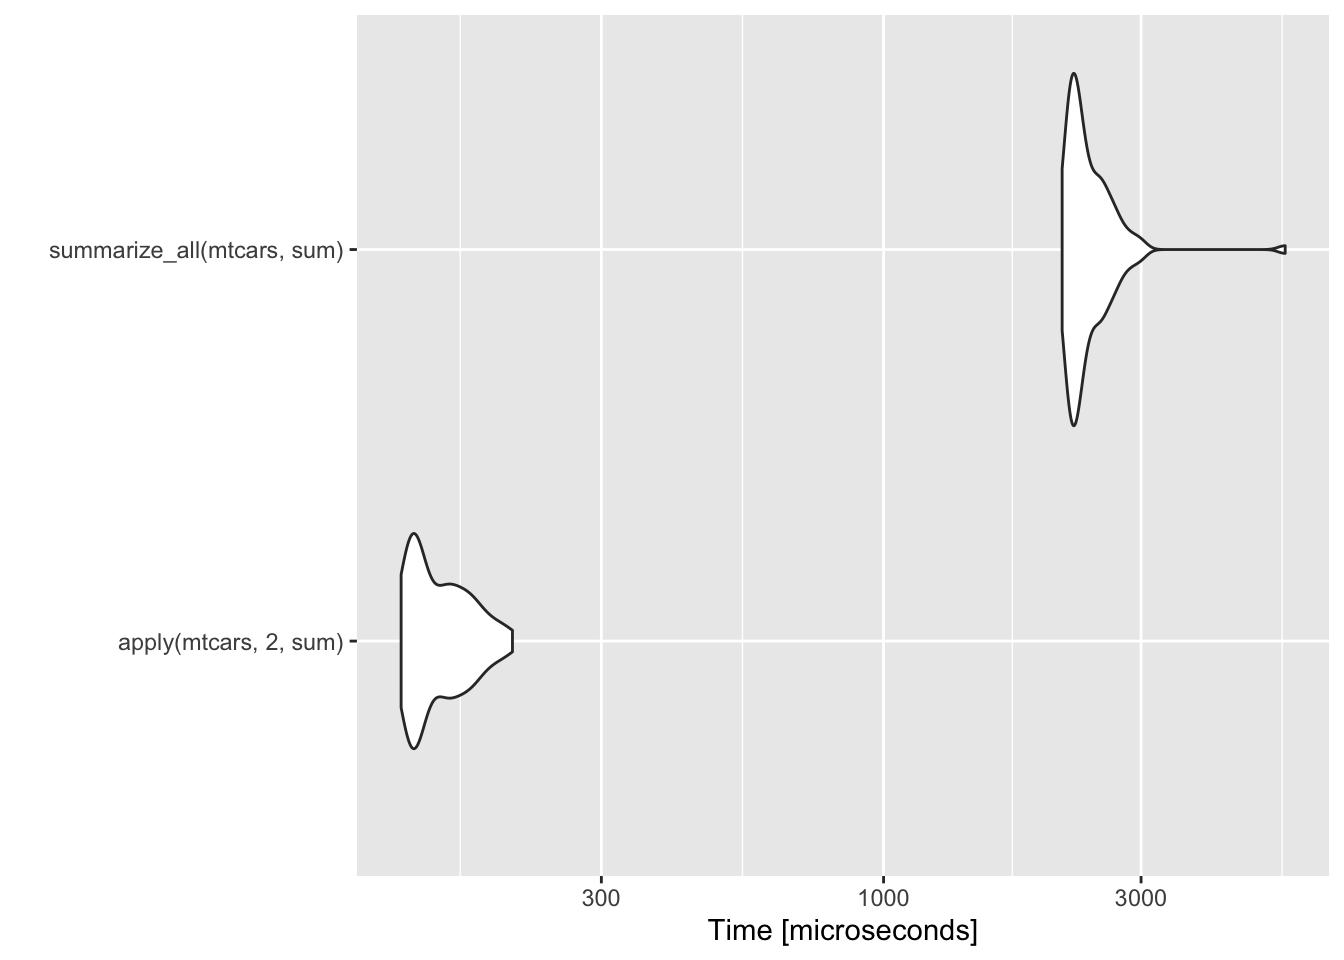 summarize_all(mtcars, sum)
apply(mtcars, 2, sum)
300 1000 3000
Time [microseconds]